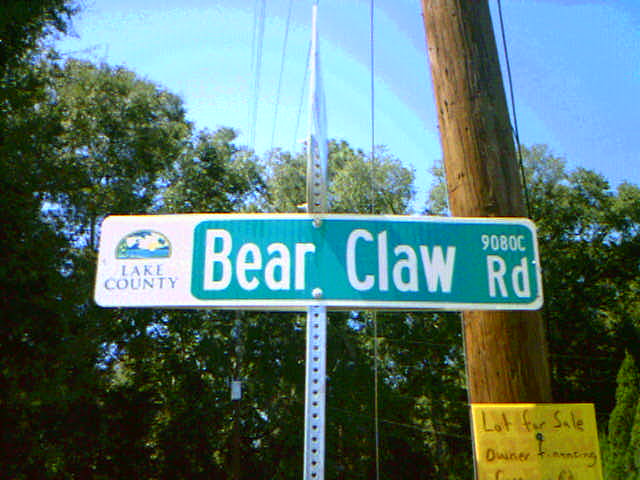 LAKE
COUNTY
Bear Claw 9080C
Rd
Lot for Sale
Owner financing